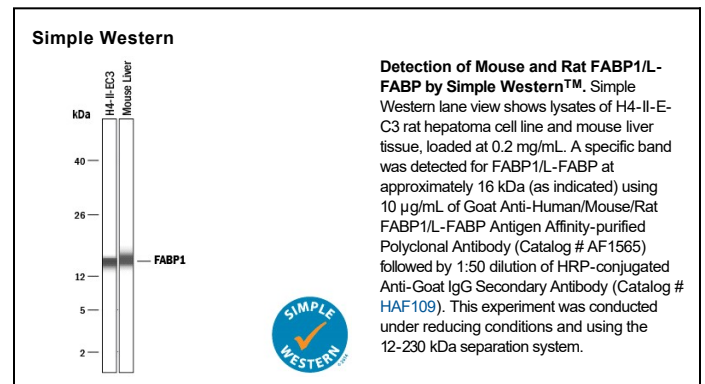 Simple Western
H4-II-EC3
Mouse Liver
kDa
40
26
FABP1
12
5
2
SIMPLE
WESTERN
Detection of Mouse and Rat FABP1/L-
FABP by Simple Western™. Simple
Western lane view shows lysates of H4-II-E-
C3 rat hepatoma cell line and mouse liver
tissue, loaded at 0.2 mg/mL. A specific band
was detected for FABP1/L-FABP at
approximately 16 kDa (as indicated) using
10 µg/mL of Goat Anti-Human/Mouse/Rat
FABP1/L-FABP Antigen Affinity-purified
Polyclonal Antibody (Catalog # AF1565)
followed by 1:50 dilution of HRP-conjugated
Anti-Goat IgG Secondary Antibody (Catalog #
HAF109). This experiment was conducted
under reducing conditions and using the
12-230 kDa separation system.